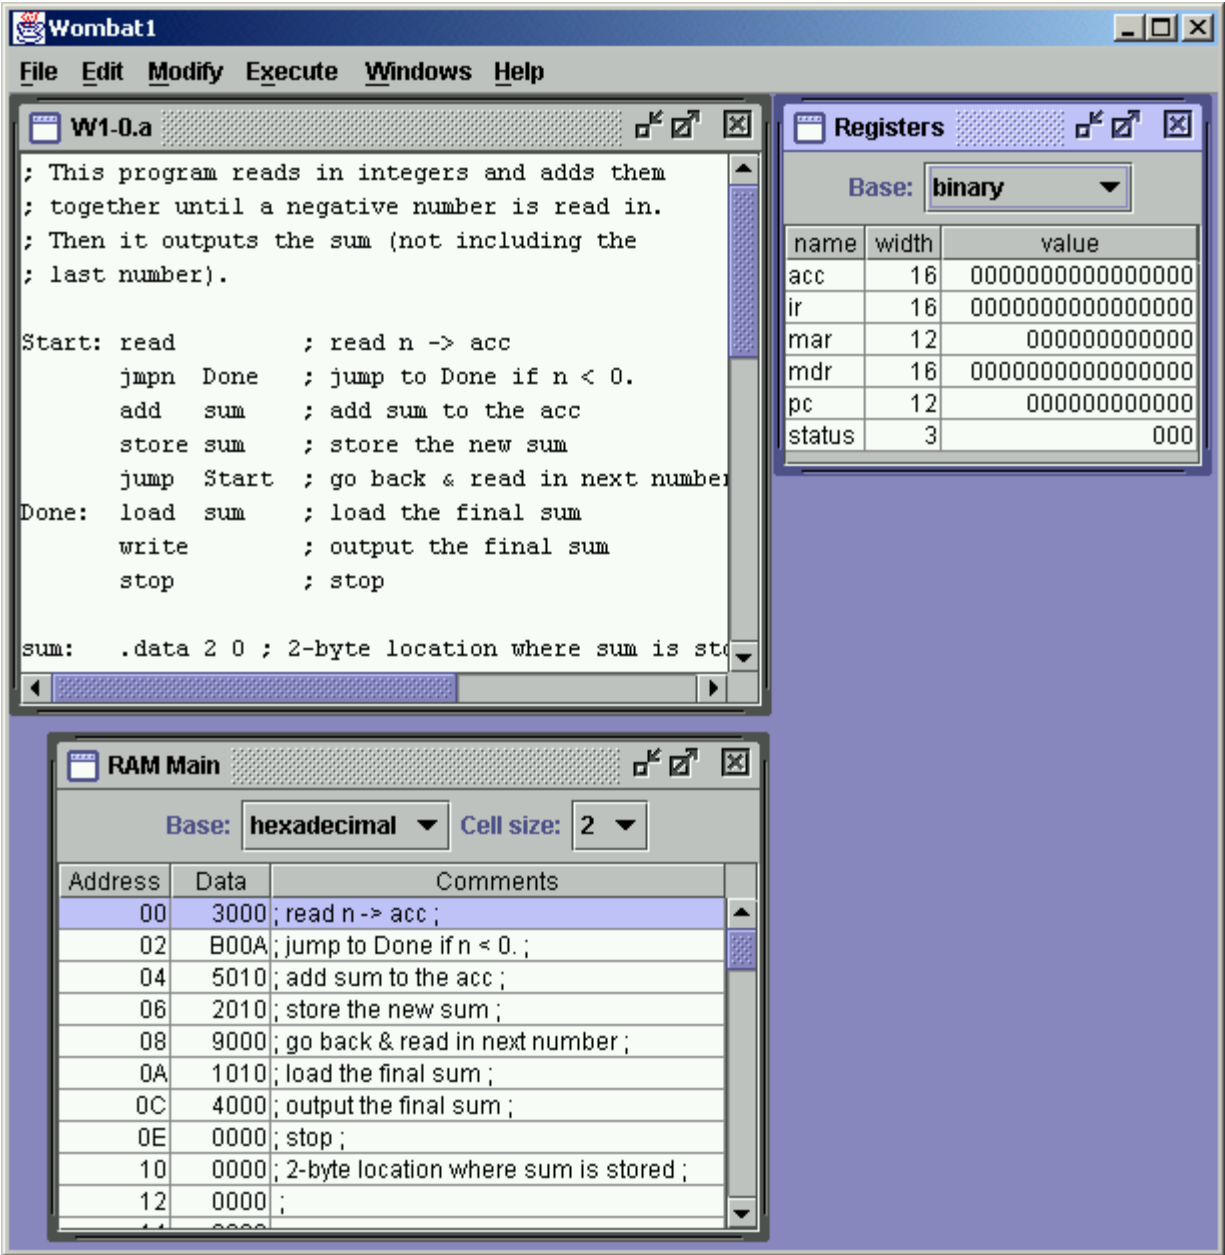 Wombat1
File Edit Modify Execute Windows Help
W1-0.a
; This program reads in integers and adds them
; together until a negative number is read in.
; Then it outputs the sum (not including the
; last number).
Start: read ; read n -> acc
jmpn Done ; jump to Done if n < 0.
add sum ; add sum to the acc
store sum ; store the new sum
jump Start ; go back & read in next number
Done: load sum ; load the final sum
write ; output the final sum
stop ; stop
sum: .data 2 0 ; 2-byte location where sum is sto
Registers
Base: binary
name width value
acc 16 0000000000000000
ir 16 0000000000000000
mar 12 000000000000
mdr 16 0000000000000000
pc 12 000000000000
status 3 000
RAM Main
Base: hexadecimal Cell size: 2
Address Data Comments
00 3000 ; read n -> acc ;
02 B00A ; jump to Done if n < 0. ;
04 5010 ; add sum to the acc ;
06 2010 ; store the new sum ;
08 9000 ; go back & read in next number ;
0A 1010 ; load the final sum ;
0C 4000 ; output the final sum ;
0E 0000 ; stop ;
10 0000 ; 2-byte location where sum is stored ;
12 0000 ;